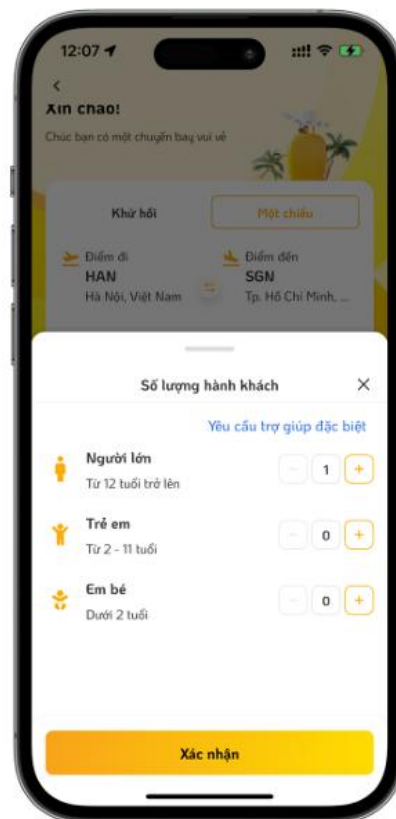 12:07
Xin chào!
Chúc bạn có một chuyến bay vui vẻ
Khứ hồi
Một chiều
Điểm đi
Điểm đến
HAN
SGN
Hà Nội, Việt Nam
Tp. Hồ Chí Minh, ...
Số lượng hành khách
Yêu cầu trợ giúp đặc biệt
Người lớn
Từ 12 tuổi trở lên
- 1 +
Trẻ em
Từ 2 - 11 tuổi
- 0 +
Em bé
Dưới 2 tuổi
- 0 +
Xác nhận